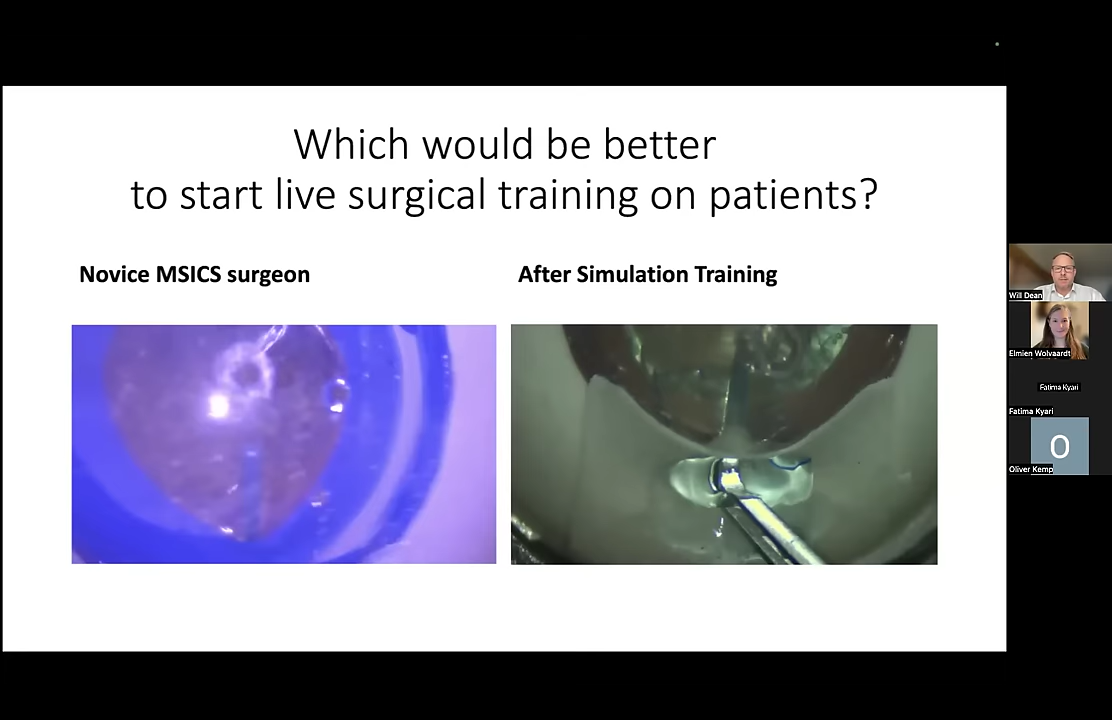 Which would be better
to start live surgical training on patients?
Novice MSICS surgeon
After Simulation Training
Will Dean
Elmien Wolvaardt
Fatima Kyari
Fatima Kyari
O
Oliver Kemp